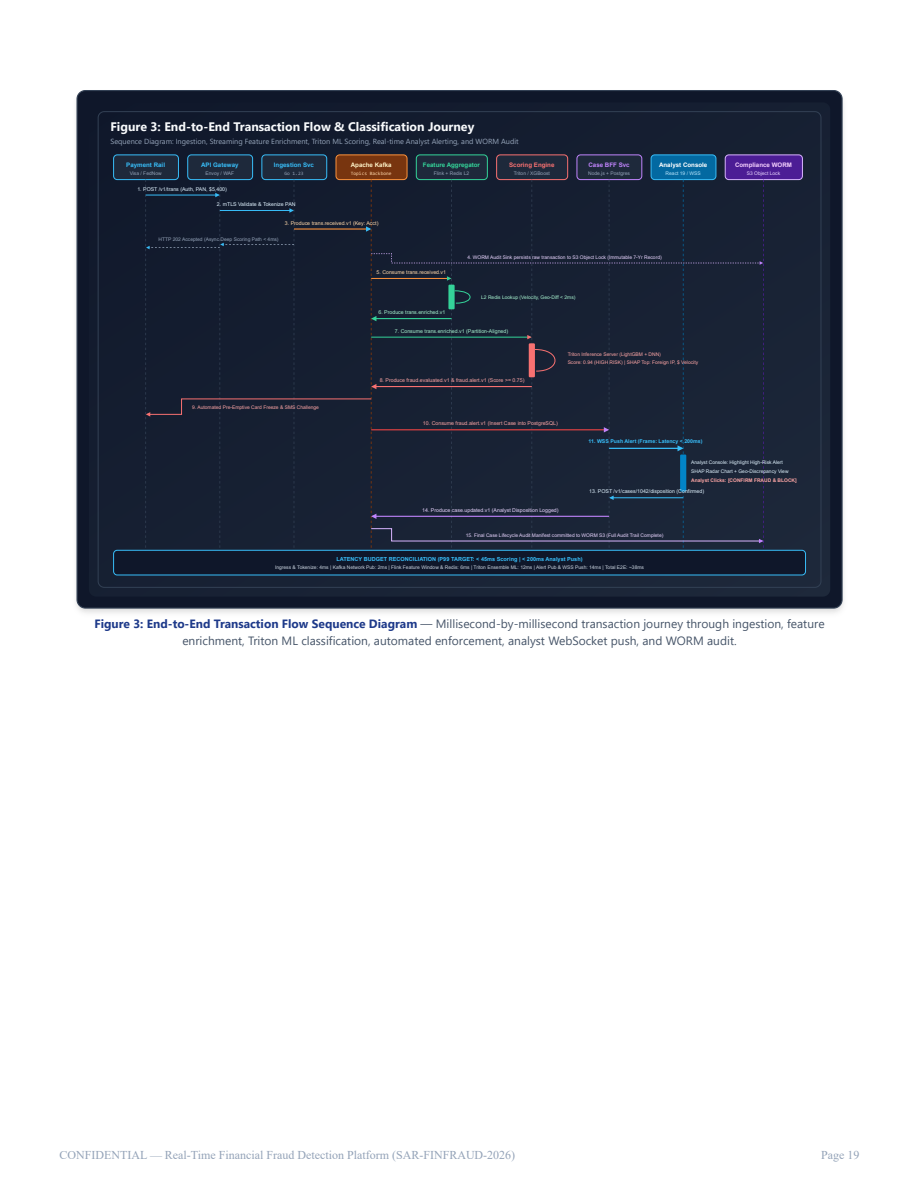 Figure 3: End-to-End Transaction Flow & Classification Journey
Sequence Diagram: Ingestion, Streaming Feature Enrichment, Triton ML Scoring, Real-time Analyst Alerting, and WORM Audit
Payment Rail
Visa / FedNow
API Gateway
Envoy / WAF
Ingestion Svc
Go 1.23
Apache Kafka
Topics Backbone
Feature Aggregator
Flink + Redis L2
Scoring Engine
Triton / XGBoost
Case BFF Svc
Node.js + Postgres
Analyst Console
React 19 / WSS
Compliance WORM
S3 Object Lock
1. POST /v1/trans (Auth, PAN, $5,400)
2. mTLS Validate & Tokenize PAN
3. Produce trans.received.v1 (Key: Acct)
HTTP 202 Accepted (Async Deep Scoring Path < 4ms)
4. WORM Audit Sink persists raw transaction to S3 Object Lock (Immutable 7-Yr Record)
5. Consume trans.received.v1
L2 Redis Lookup (Velocity, Geo-Diff < 2ms)
6. Produce trans.enriched.v1
7. Consume trans.enriched.v1 (Partition-Aligned)
Triton Inference Server (LightGBM + DNN)
Score: 0.94 (HIGH RISK) | SHAP Top: Foreign IP, $ Velocity
8. Produce fraud.evaluated.v1 & fraud.alert.v1 (Score >= 0.75)
9. Automated Pre-Emptive Card Freeze & SMS Challenge
10. Consume fraud.alert.v1 (Insert Case into PostgreSQL)
11. WSS Push Alert (Frame: Latency < 200ms)
Analyst Console: Highlight High-Risk Alert
SHAP Radar Chart + Geo-Discrepancy View
Analyst Clicks: [CONFIRM FRAUD & BLOCK]
13. POST /v1/cases/1042/disposition (Confirmed)
14. Produce case.updated.v1 (Analyst Disposition Logged)
15. Final Case Lifecycle Audit Manifest committed to WORM S3 (Full Audit Trail Complete)
LATENCY BUDGET RECONCILIATION (P99 TARGET: < 45ms Scoring | < 200ms Analyst Push)
Ingress & Tokenize: 4ms | Kafka Network Pub: 2ms | Flink Feature Window & Redis: 6ms | Triton Ensemble ML: 12ms | Alert Pub & WSS Push: 14ms | Total E2E: ~38ms
Figure 3: End-to-End Transaction Flow Sequence Diagram — Millisecond-by-millisecond transaction journey through ingestion, feature
enrichment, Triton ML classification, automated enforcement, analyst WebSocket push, and WORM audit.
CONFIDENTIAL — Real-Time Financial Fraud Detection Platform (SAR-FINFRAUD-2026)
Page 19